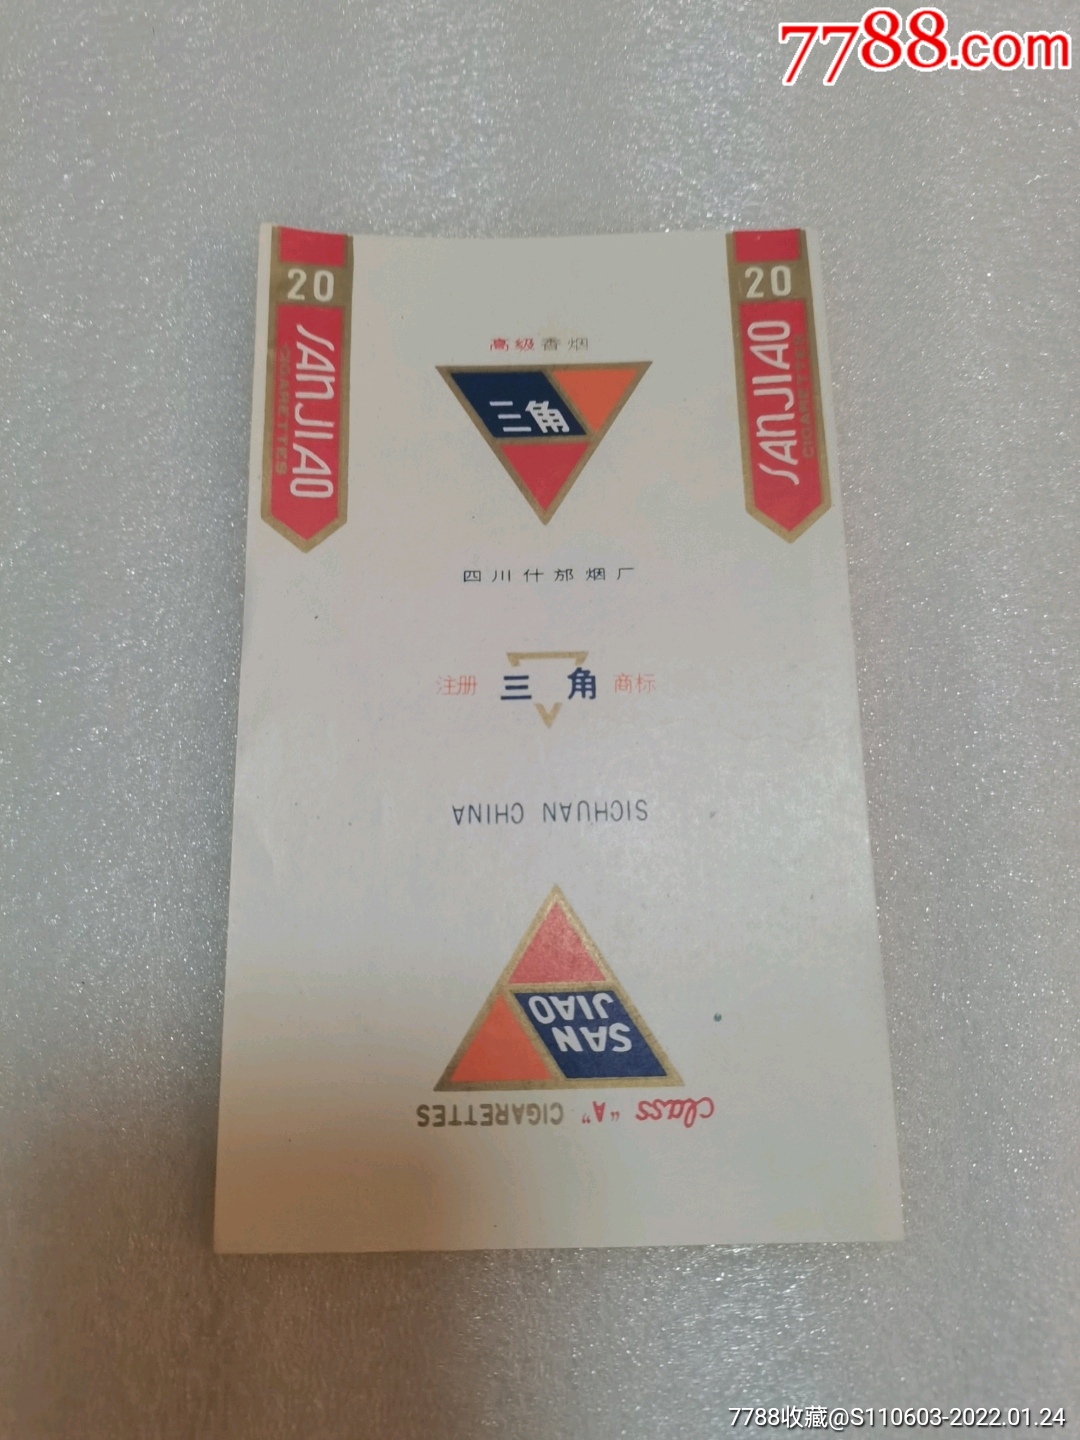 7788.com
20
SANJIAO
CIGARETTES
20
SANJIAO
CIGARETTES
高级香烟
三角
四川什邡烟厂
注册 三角 商标
SICHUAN CHINA
SAN
JIAO
Class "A" CIGARETTES
7788收藏@S110603-2022.01.24